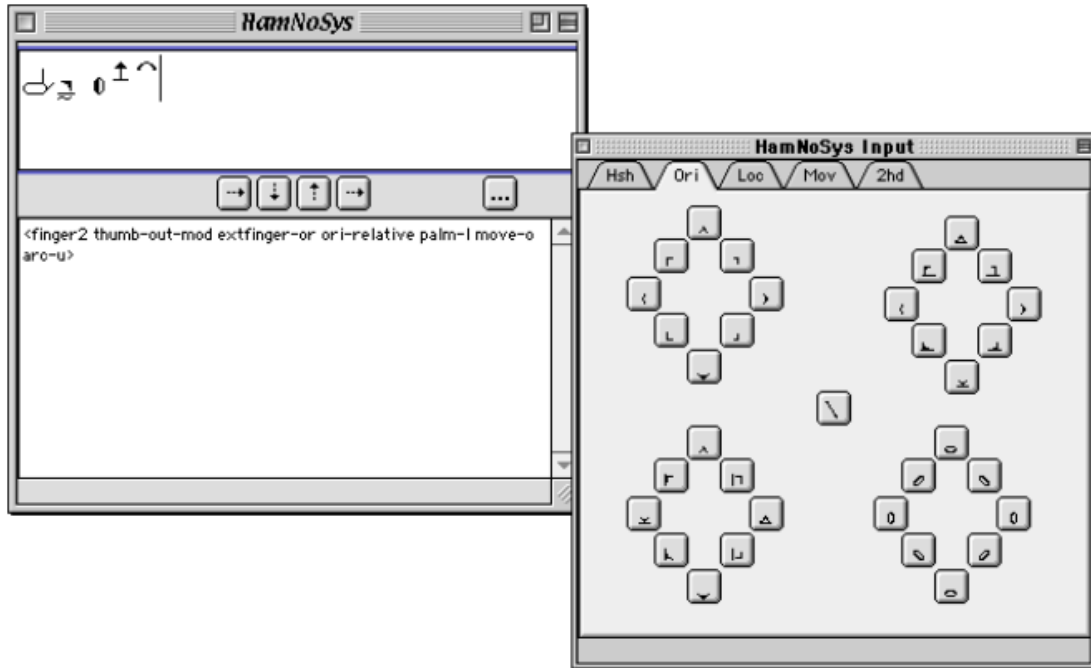 HamNoSys
<finger2 thumb-out-mod extfinger-or ori-relative palm-l move-o
arc-u>
HamNoSys Input
Hsh Ori Loc Mov 2hd